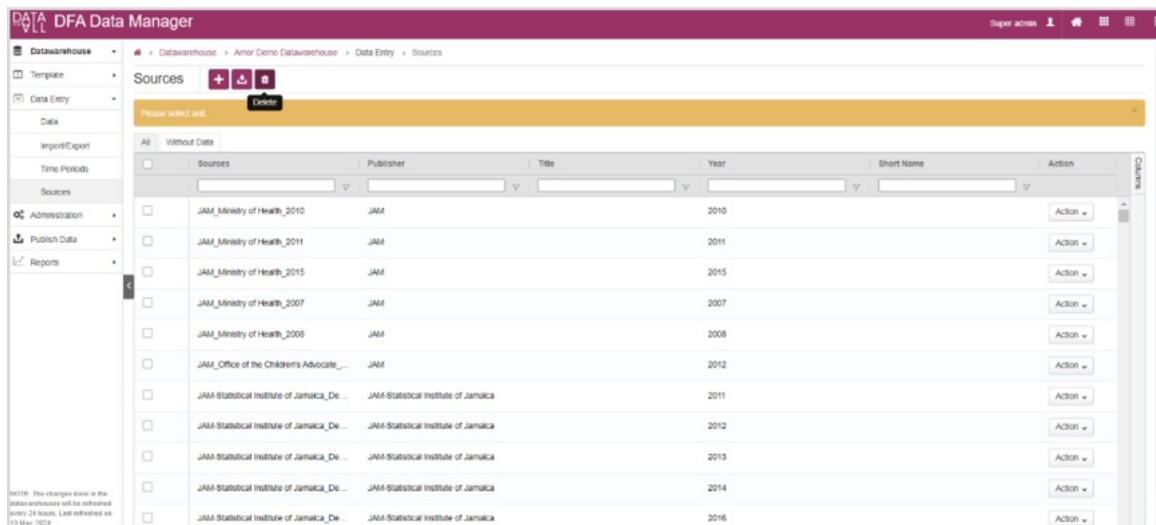 DATA DFA Data Manager Super admin
FOR ALL
Datawarehouse Datawarehouse > Amor Demo Datawarehouse > Data Entry > Sources
Template
Sources
Data Entry
Delete
Please select unit. ×
Data
All Without Data
Import/Export
Sources Publisher Title Year Short Name Action
Columns
Time Periods
Sources
Administration
Publish Data
Reports
JAM_Ministry of Health_2010 JAM 2010 Action
JAM_Ministry of Health_2011 JAM 2011 Action
JAM_Ministry of Health_2015 JAM 2015 Action
JAM_Ministry of Health_2007 JAM 2007 Action
JAM_Ministry of Health_2008 JAM 2008 Action
JAM_Office of the Children's Advocate_... JAM 2012 Action
JAM-Statistical Institute of Jamaica_De... JAM-Statistical Institute of Jamaica 2011 Action
JAM-Statistical Institute of Jamaica_De... JAM-Statistical Institute of Jamaica 2012 Action
JAM-Statistical Institute of Jamaica_De... JAM-Statistical Institute of Jamaica 2013 Action
JAM-Statistical Institute of Jamaica_De... JAM-Statistical Institute of Jamaica 2014 Action
JAM-Statistical Institute of Jamaica_De... JAM-Statistical Institute of Jamaica 2016 Action
NOTE: The changes done in the
datawarehouses will be refreshed
every 24 hours. Last refreshed on:
13 May, 2024